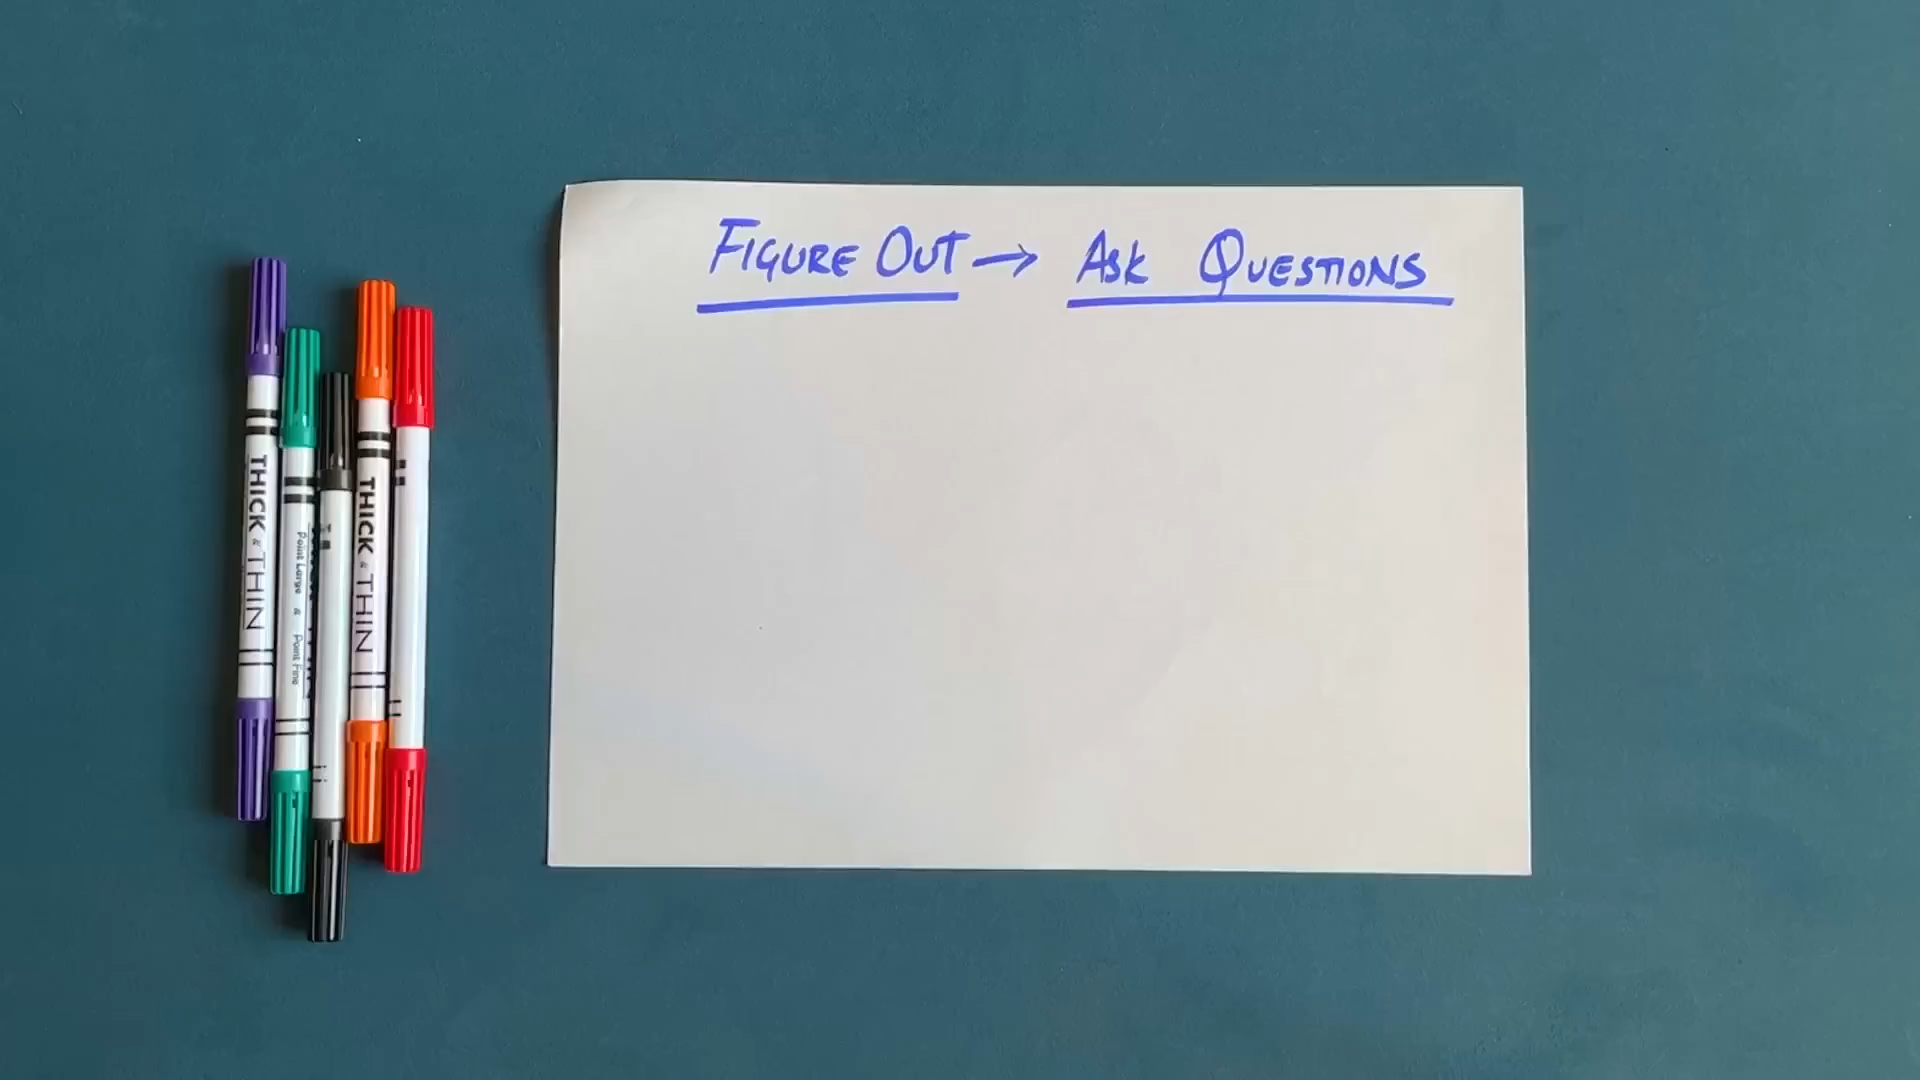 FIGURE OUT → ASK QUESTIONS
THICK & THIN
Point Large & Point Fine
THICK & THIN